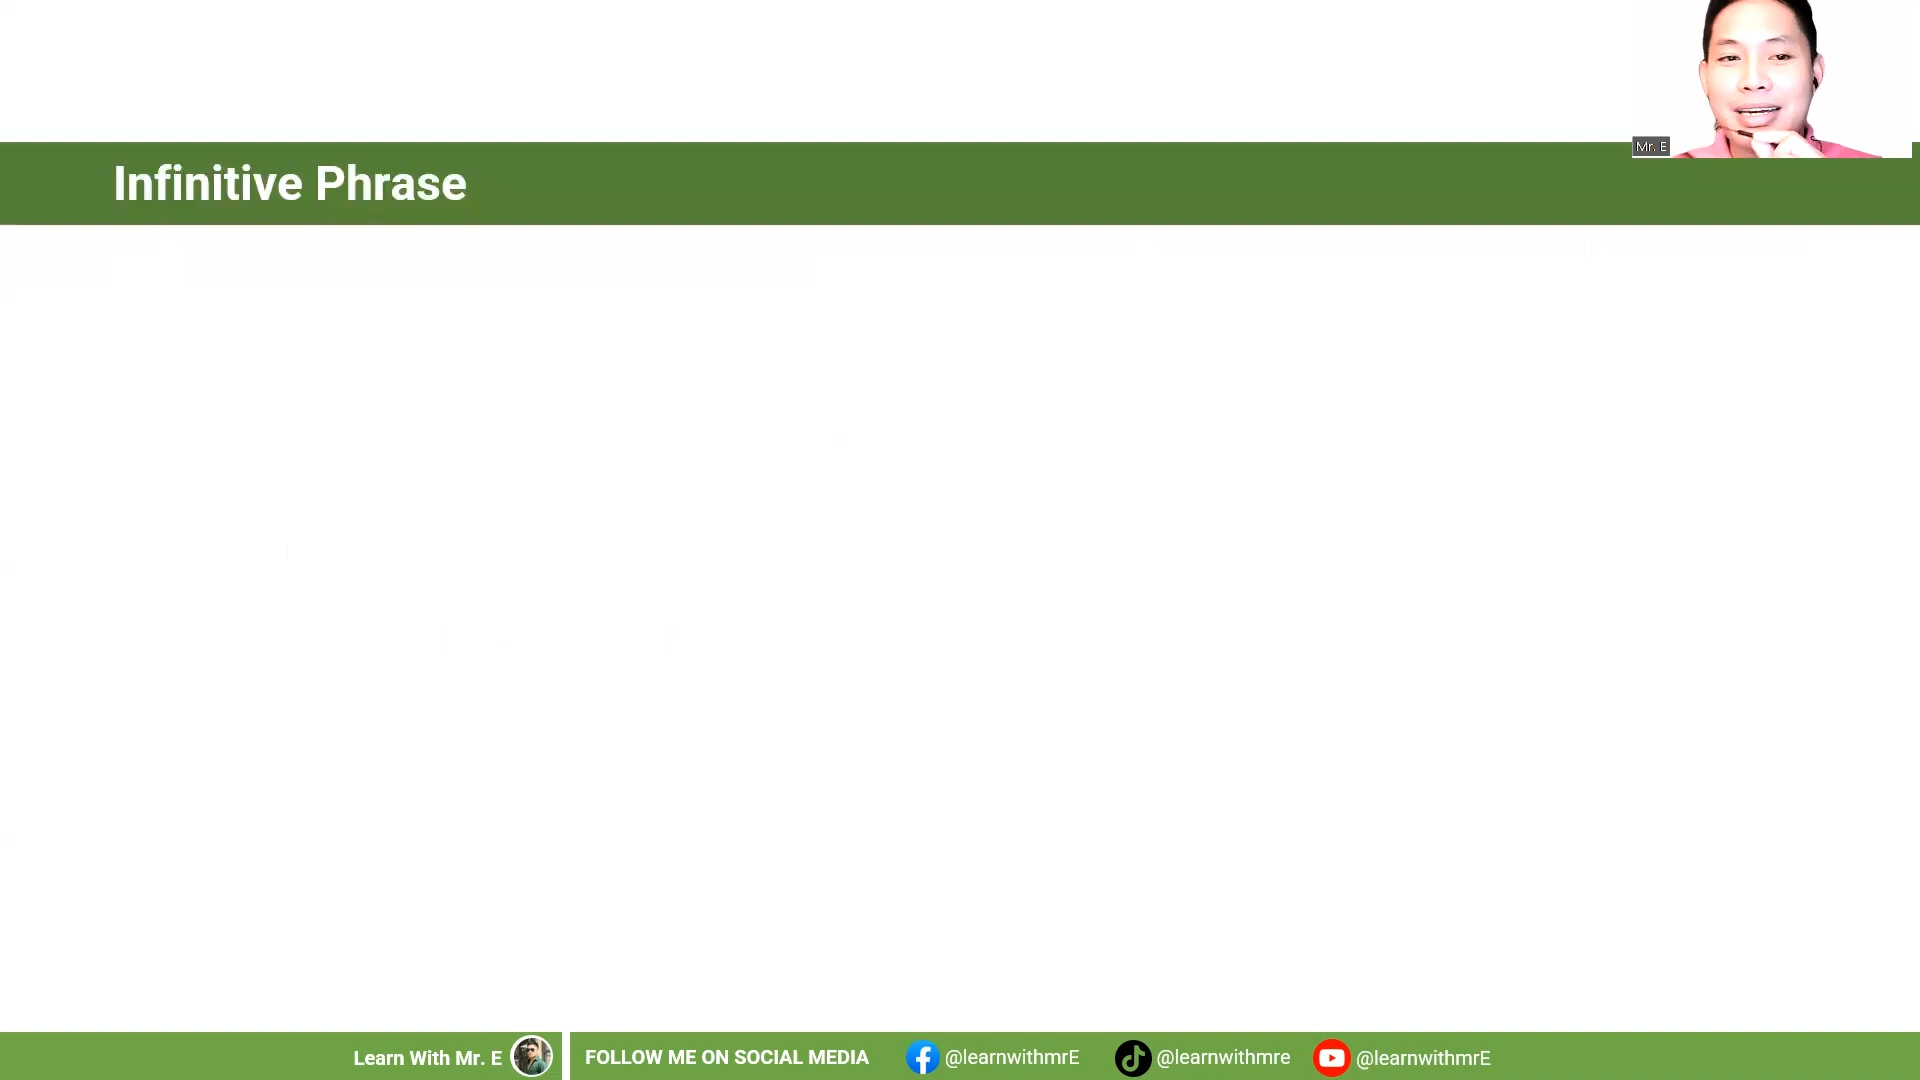 Mr. E
Infinitive Phrase
Learn With Mr. E
FOLLOW ME ON SOCIAL MEDIA
@learnwithmrE
@learnwithmre
@learnwithmrE